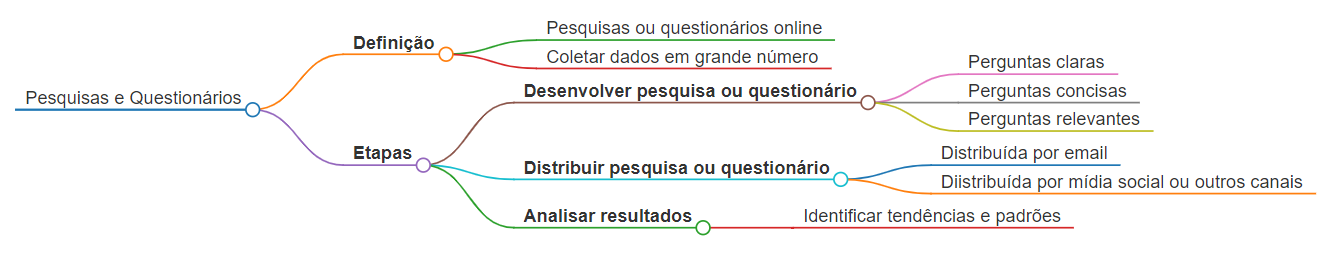 Pesquisas e Questionários
Definição
Pesquisas ou questionários online
Coletar dados em grande número
Etapas
Desenvolver pesquisa ou questionário
Perguntas claras
Perguntas concisas
Perguntas relevantes
Distribuir pesquisa ou questionário
Distribuída por email
Diistribuída por mídia social ou outros canais
Analisar resultados
Identificar tendências e padrões